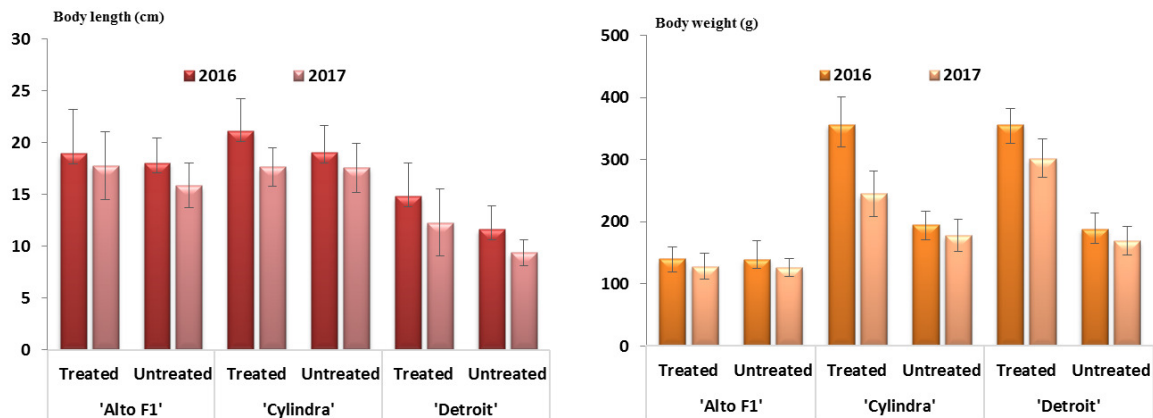 Body length (cm)
30
25
20
15
10
5
0
2016 2017
Treated Untreated Treated Untreated Treated Untreated
'Alto F1' 'Cylindra' 'Detroit'
Body weight (g)
500
400
300
200
100
0
2016 2017
Treated Untreated Treated Untreated Treated Untreated
'Alto F1' 'Cylindra' 'Detroit'